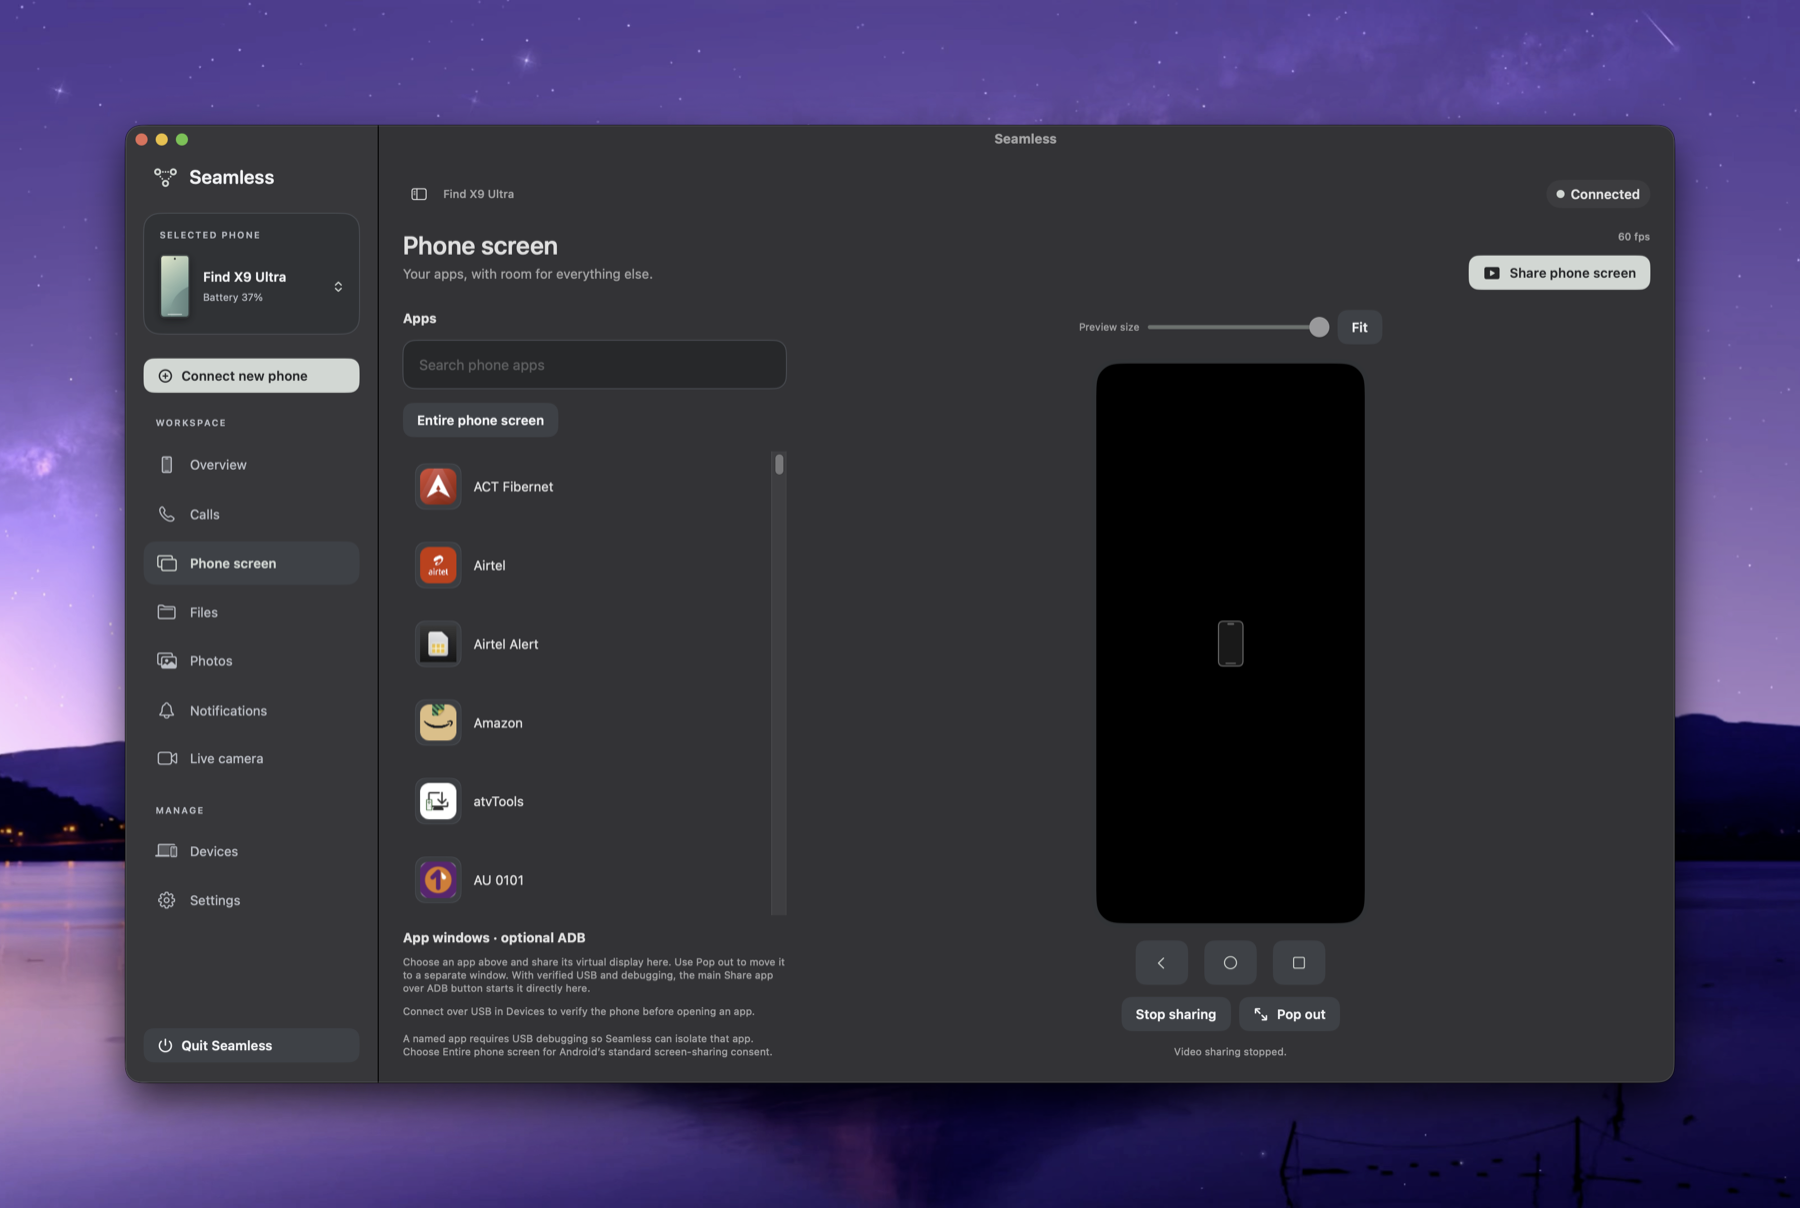 Seamless
Seamless
SELECTED PHONE
Find X9 Ultra
Battery 37%
Connect new phone
WORKSPACE
Overview
Calls
Phone screen
Files
Photos
Notifications
Live camera
MANAGE
Devices
Settings
Quit Seamless
Find X9 Ultra
Connected
Phone screen
Your apps, with room for everything else.
60 fps
Share phone screen
Apps
Search phone apps
Entire phone screen
ACT Fibernet
airtel
Airtel
Airtel Alert
Amazon
atvTools
AU 0101
App windows · optional ADB
Choose an app above and share its virtual display here. Use Pop out to move it
to a separate window. With verified USB and debugging, the main Share app
over ADB button starts it directly here.
Connect over USB in Devices to verify the phone before opening an app.
A named app requires USB debugging so Seamless can isolate that app.
Choose Entire phone screen for Android's standard screen-sharing consent.
Preview size
Fit
Stop sharing
Pop out
Video sharing stopped.